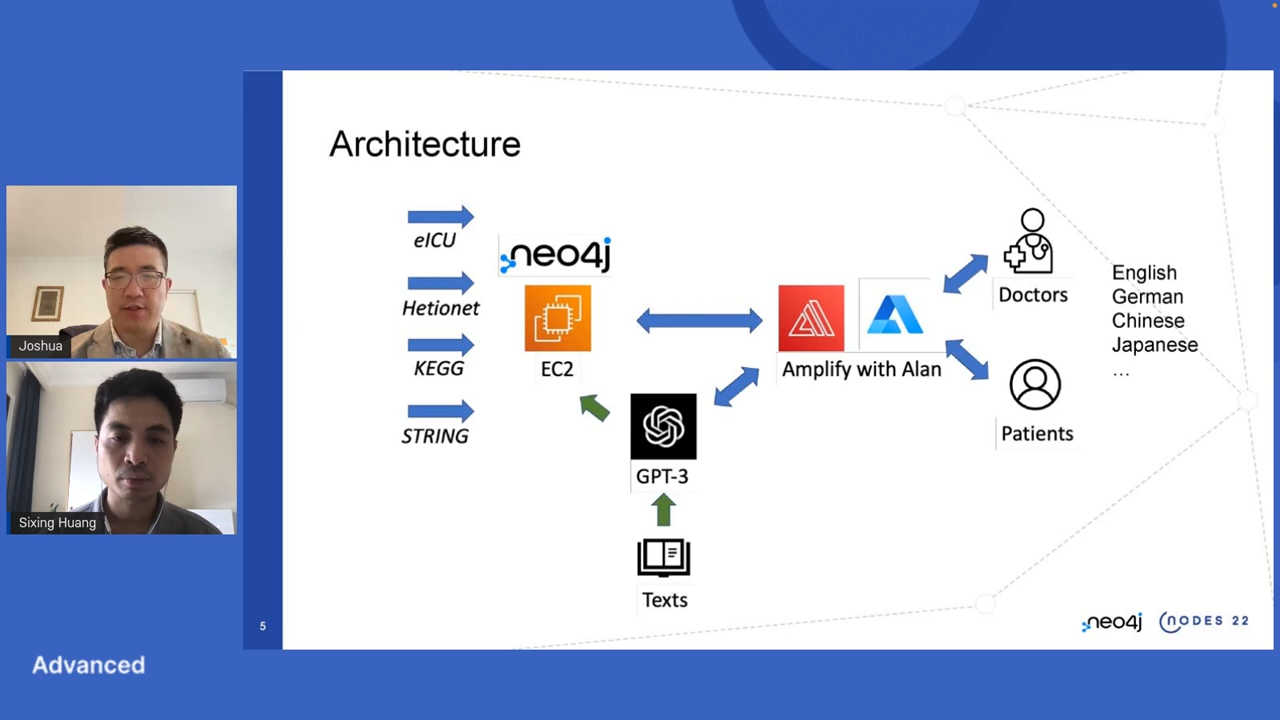 Architecture
eICU
Hetionet
KEGG
STRING
neo4j
EC2
GPT-3
Texts
Amplify with Alan
Doctors
Patients
English
German
Chinese
Japanese
...
Joshua
Sixing Huang
5
neo4j NODES 22
Advanced